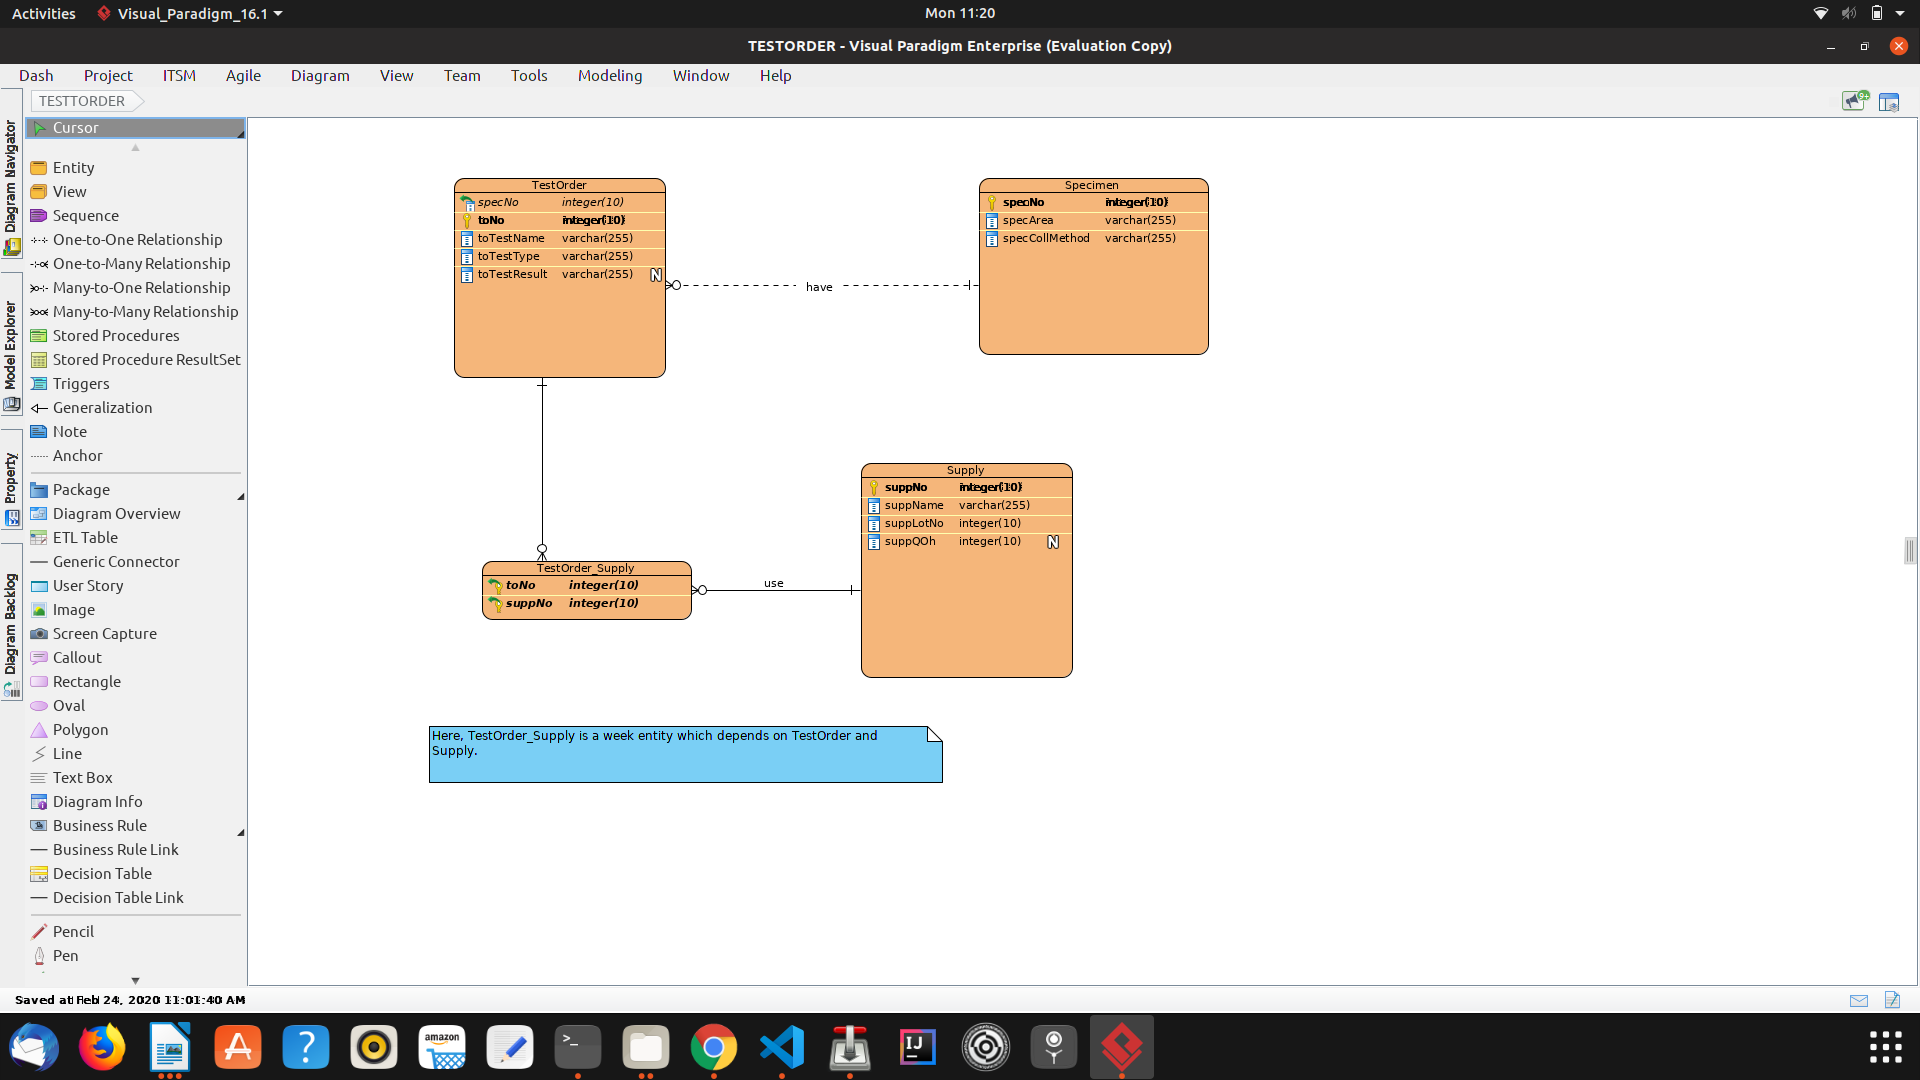 Activities
Visual_Paradigm_16.1
Mon 11:20
TESTORDER - Visual Paradigm Enterprise (Evaluation Copy)
Dash Project ITSM Agile Diagram View Team Tools Modeling Window Help
TESTTORDER
9+
Diagram Navigator
Model Explorer
Property
Diagram Backlog
Cursor
Entity
View
Sequence
One-to-One Relationship
One-to-Many Relationship
Many-to-One Relationship
Many-to-Many Relationship
Stored Procedures
Stored Procedure ResultSet
Triggers
Generalization
Note
Anchor
Package
Diagram Overview
ETL Table
Generic Connector
User Story
Image
Screen Capture
Callout
Rectangle
Oval
Polygon
Line
Text Box
Diagram Info
Business Rule
Business Rule Link
Decision Table
Decision Table Link
Pencil
Pen
TestOrder
specNo integer(10)
toNo integer(10)
toTestName varchar(255)
toTestType varchar(255)
toTestResult varchar(255) N
have
Specimen
specNo integer(10)
specArea varchar(255)
specCollMethod varchar(255)
Supply
suppNo integer(10)
suppName varchar(255)
suppLotNo integer(10)
suppQOh integer(10) N
TestOrder_Supply
toNo integer(10)
suppNo integer(10)
use
Here, TestOrder_Supply is a week entity which depends on TestOrder and
Supply.
Saved at Feb 24, 2020 11:01:40 AM
amazon
IJ